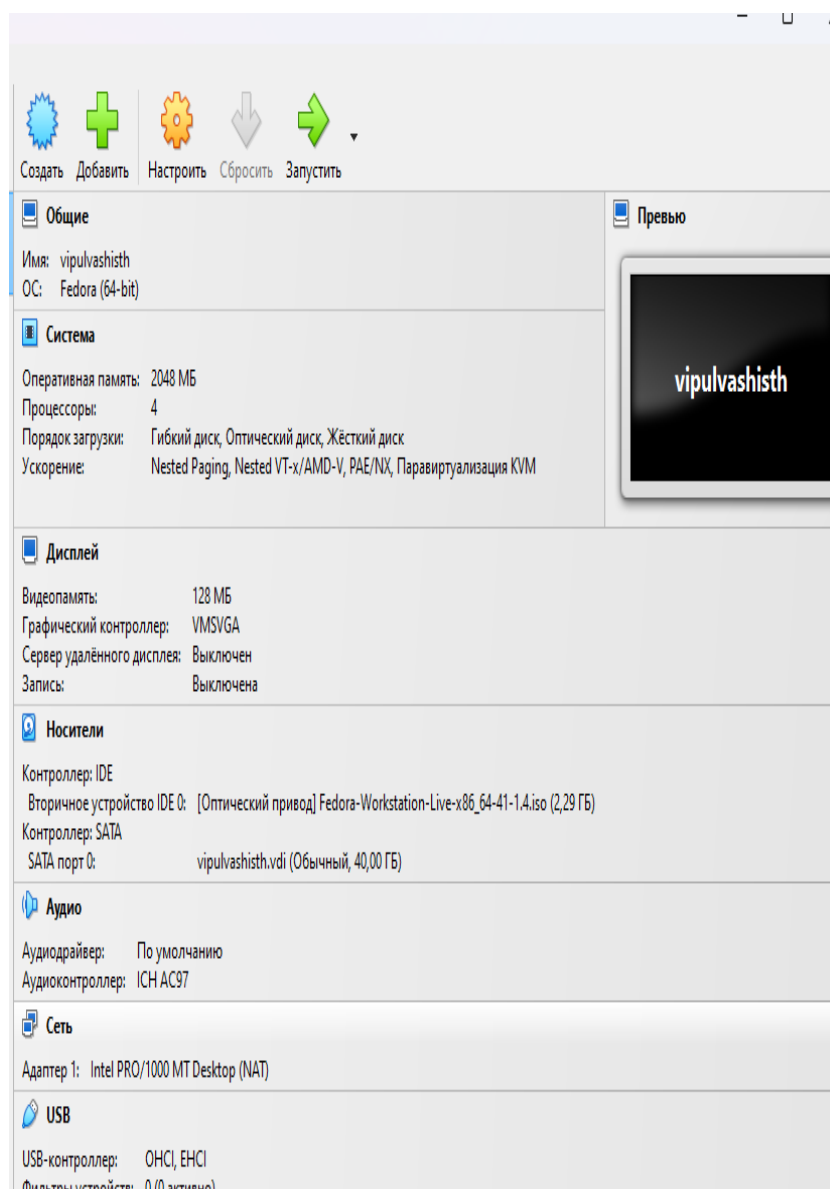 Создать Добавить Настроить Сбросить Запустить
Общие
Имя: vipulvashisth
ОС: Fedora (64-bit)
Превью
vipulvashisth
Система
Оперативная память: 2048 МБ
Процессоры: 4
Порядок загрузки: Гибкий диск, Оптический диск, Жёсткий диск
Ускорение: Nested Paging, Nested VT-x/AMD-V, PAE/NX, Паравиртуализация KVM
Дисплей
Видеопамять: 128 МБ
Графический контроллер: VMSVGA
Сервер удалённого дисплея: Выключен
Запись: Выключена
Носители
Контроллер: IDE
Вторичное устройство IDE 0: [Оптический привод] Fedora-Workstation-Live-x86_64-41-1.4.iso (2,29 ГБ)
Контроллер: SATA
SATA порт 0: vipulvashisth.vdi (Обычный, 40,00 ГБ)
Аудио
Аудиодрайвер: По умолчанию
Аудиоконтроллер: ICH AC97
Сеть
Адаптер 1: Intel PRO/1000 MT Desktop (NAT)
USB
USB-контроллер: OHCI, EHCI
Фильтры устройств: 0 (0 активно)